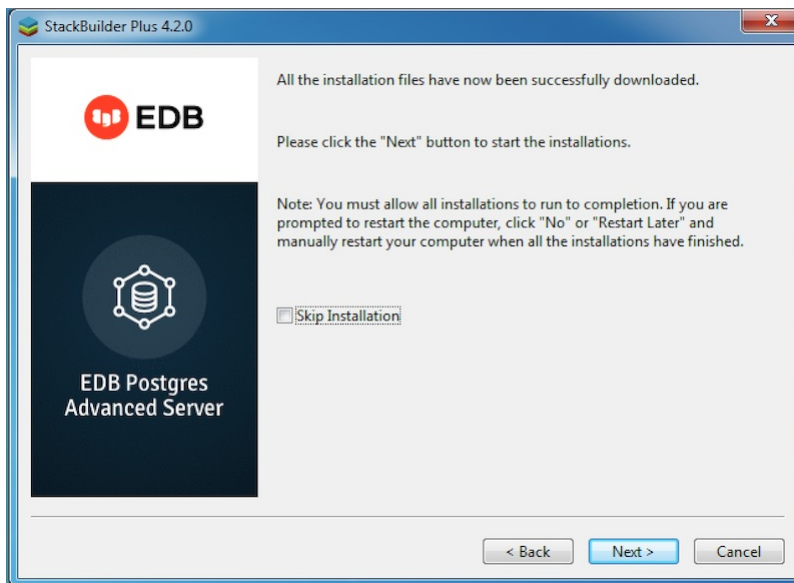 StackBuilder Plus 4.2.0
EDB
EDB Postgres
Advanced Server
All the installation files have now been successfully downloaded.
Please click the "Next" button to start the installations.
Note: You must allow all installations to run to completion. If you are
prompted to restart the computer, click "No" or "Restart Later" and
manually restart your computer when all the installations have finished.
Skip Installation
< Back
Next >
Cancel